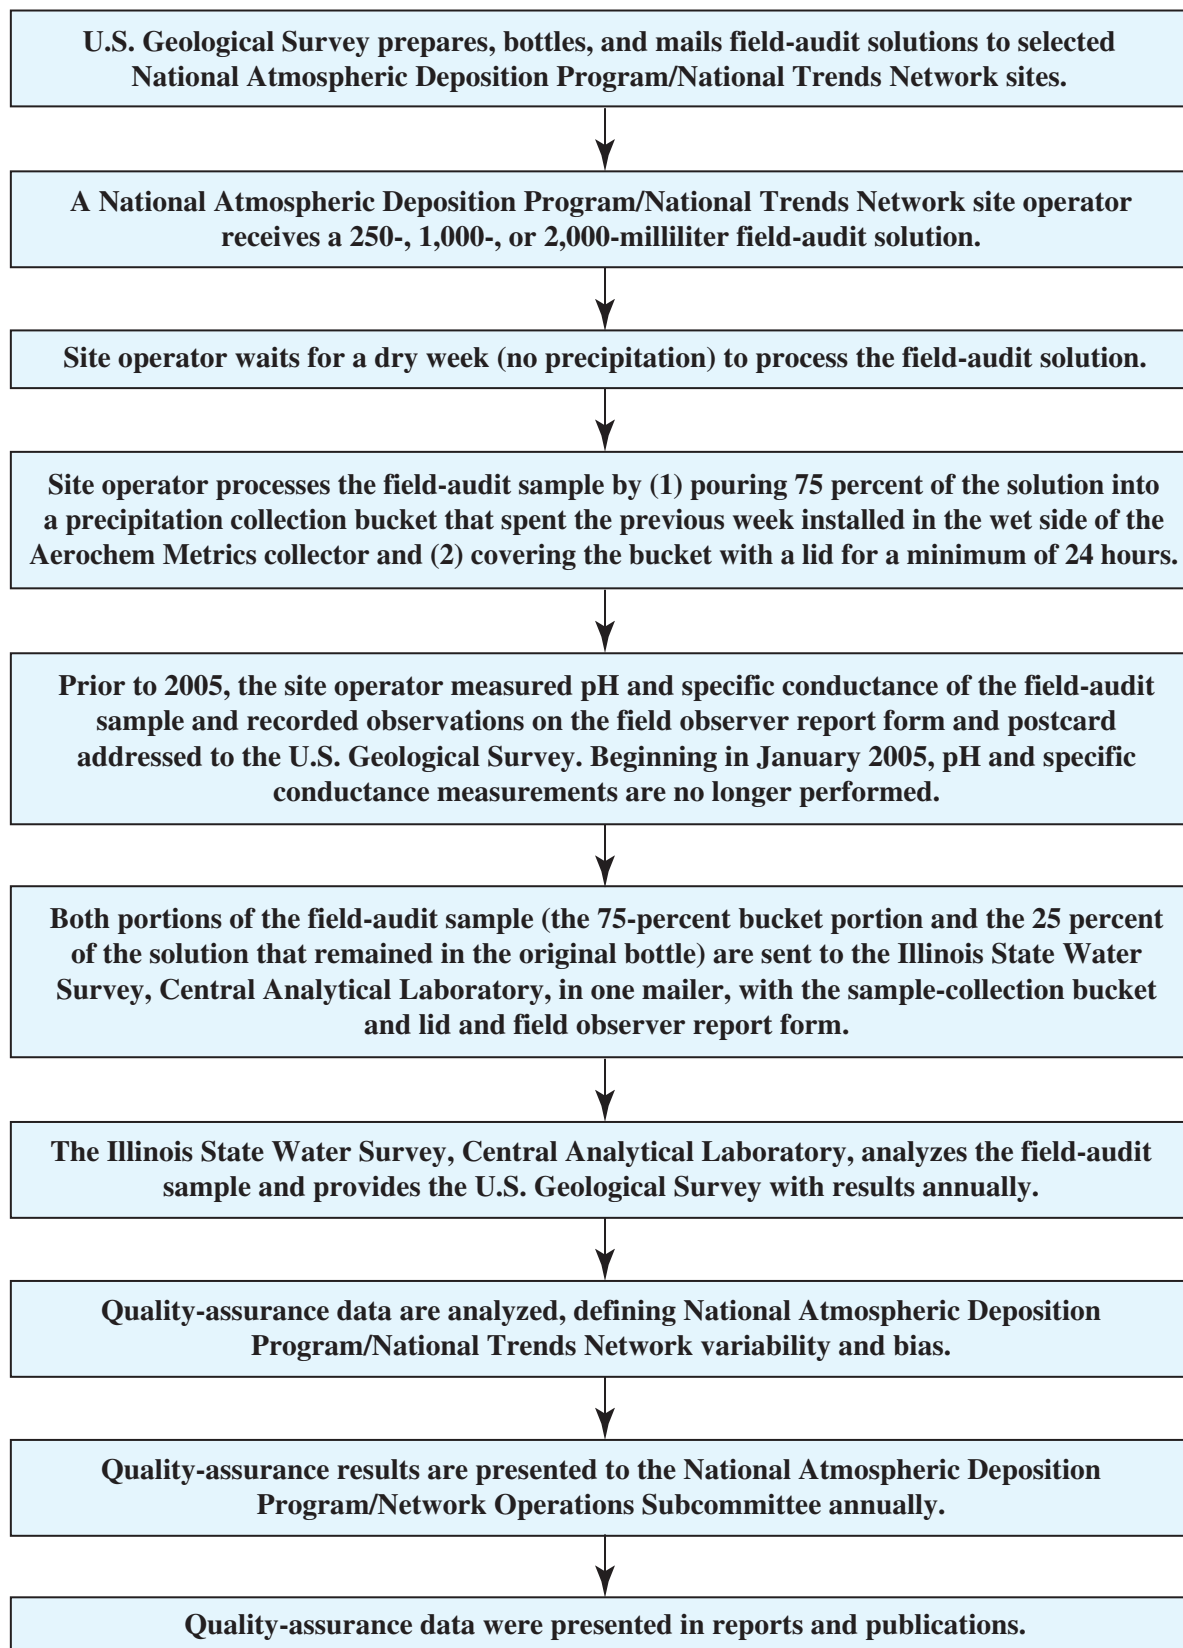 U.S. Geological Survey prepares, bottles, and mails field-audit solutions to selected
National Atmospheric Deposition Program/National Trends Network sites.
A National Atmospheric Deposition Program/National Trends Network site operator
receives a 250-, 1,000-, or 2,000-milliliter field-audit solution.
Site operator waits for a dry week (no precipitation) to process the field-audit solution.
Site operator processes the field-audit sample by (1) pouring 75 percent of the solution into
a precipitation collection bucket that spent the previous week installed in the wet side of the
Aerochem Metrics collector and (2) covering the bucket with a lid for a minimum of 24 hours.
Prior to 2005, the site operator measured pH and specific conductance of the field-audit
sample and recorded observations on the field observer report form and postcard
addressed to the U.S. Geological Survey. Beginning in January 2005, pH and specific
conductance measurements are no longer performed.
Both portions of the field-audit sample (the 75-percent bucket portion and the 25 percent
of the solution that remained in the original bottle) are sent to the Illinois State Water
Survey, Central Analytical Laboratory, in one mailer, with the sample-collection bucket
and lid and field observer report form.
The Illinois State Water Survey, Central Analytical Laboratory, analyzes the field-audit
sample and provides the U.S. Geological Survey with results annually.
Quality-assurance data are analyzed, defining National Atmospheric Deposition
Program/National Trends Network variability and bias.
Quality-assurance results are presented to the National Atmospheric Deposition
Program/Network Operations Subcommittee annually.
Quality-assurance data were presented in reports and publications.